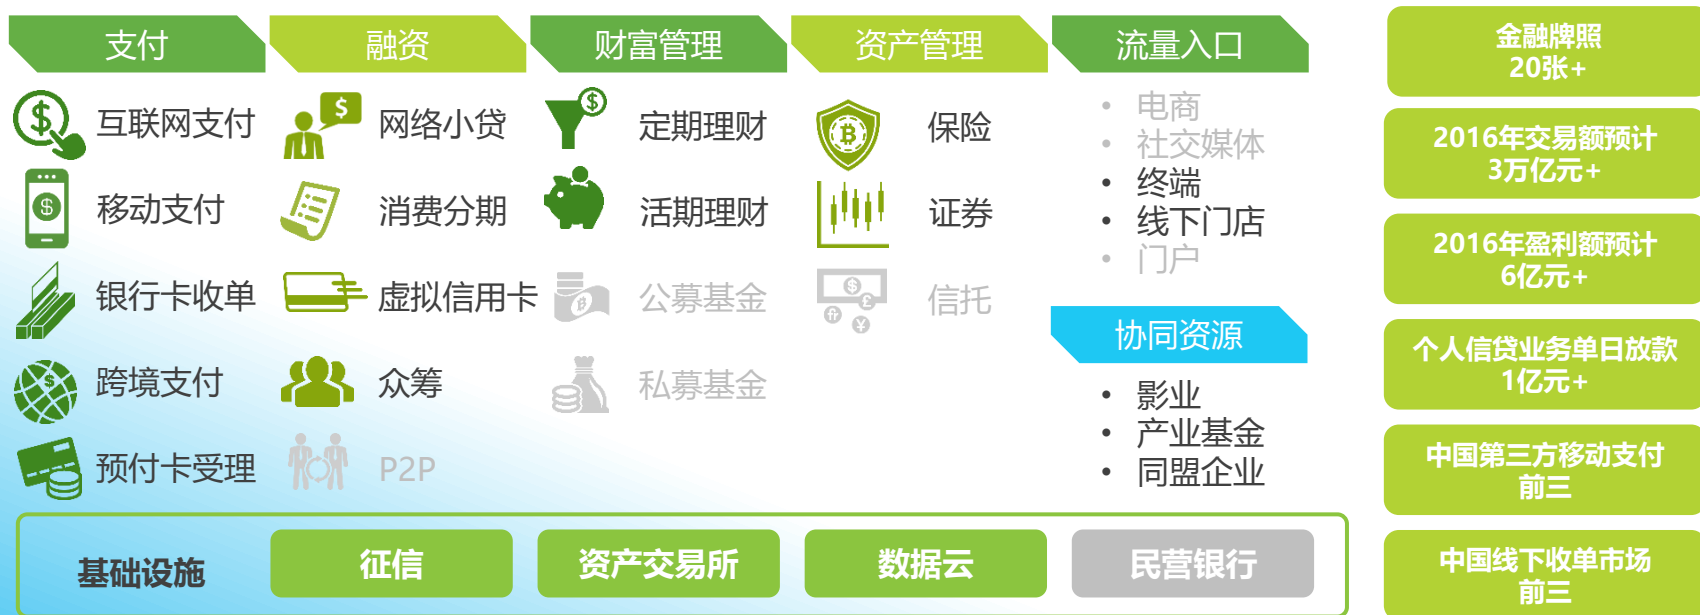 支付
互联网支付
移动支付
银行卡收单
跨境支付
预付卡受理
融资
网络小贷
消费分期
虚拟信用卡
众筹
P2P
财富管理
定期理财
活期理财
公募基金
私募基金
资产管理
保险
证券
信托
流量入口
• 电商
• 社交媒体
• 终端
• 线下门店
• 门户
协同资源
• 影业
• 产业基金
• 同盟企业
基础设施
征信
资产交易所
数据云
民营银行
金融牌照
20张+
2016年交易额预计
3万亿元+
2016年盈利额预计
6亿元+
个人信贷业务单日放款
1亿元+
中国第三方移动支付
前三
中国线下收单市场
前三